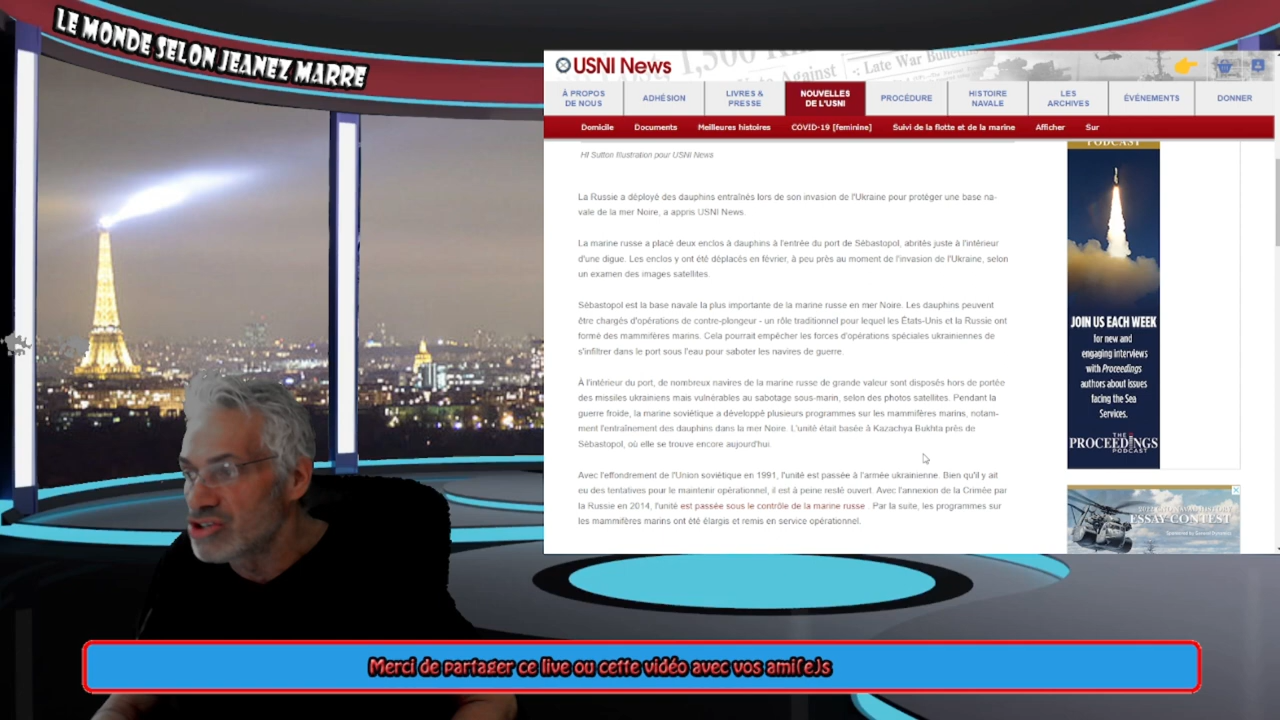 LE MONDE SELON JEANEZ MARRE
USNI News
Late War Bulletin
Against
À PROPOS
DE NOUS
ADHÉSION
LIVRES &
PRESSE
NOUVELLES
DE L'USNI
PROCÉDURE
HISTOIRE
NAVALE
LES
ARCHIVES
ÉVÉNEMENTS
DONNER
Domicile Documents Meilleures histoires COVID-19 [feminine] Suivi de la flotte et de la marine Afficher Sur
HI Sutton Illustration pour USNI News
La Russie a déployé des dauphins entraînés lors de son invasion de l'Ukraine pour protéger une base na-
vale de la mer Noire, a appris USNI News.
La marine russe a placé deux enclos à dauphins à l'entrée du port de Sébastopol, abrités juste à l'intérieur
d'une digue. Les enclos y ont été déplacés en février, à peu près au moment de l'invasion de l'Ukraine, selon
un examen des images satellites.
Sébastopol est la base navale la plus importante de la marine russe en mer Noire. Les dauphins peuvent
être chargés d'opérations de contre-plongeur - un rôle traditionnel pour lequel les États-Unis et la Russie ont
formé des mammifères marins. Cela pourrait empêcher les forces d'opérations spéciales ukrainiennes de
s'infiltrer dans le port sous l'eau pour saboter les navires de guerre.
À l'intérieur du port, de nombreux navires de la marine russe de grande valeur sont disposés hors de portée
des missiles ukrainiens mais vulnérables au sabotage sous-marin, selon des photos satellites. Pendant la
guerre froide, la marine soviétique a développé plusieurs programmes sur les mammifères marins, notam-
ment l'entraînement des dauphins dans la mer Noire. L'unité était basée à Kazachya Bukhta près de
Sébastopol, où elle se trouve encore aujourd'hui.
Avec l'effondrement de l'Union soviétique en 1991, l'unité est passée à l'armée ukrainienne. Bien qu'il y ait
eu des tentatives pour le maintenir opérationnel, il est à peine resté ouvert. Avec l'annexion de la Crimée par
la Russie en 2014, l'unité est passée sous le contrôle de la marine russe . Par la suite, les programmes sur
les mammifères marins ont été élargis et remis en service opérationnel.
PODCAST
JOIN US EACH WEEK
for new and
engaging interviews
with Proceedings
authors about issues
facing the Sea
Services.
THE
PROCEEDINGS
PODCAST
ESSAY CONTEST
Merci de partager ce live ou cette vidéo avec vos ami(e)s